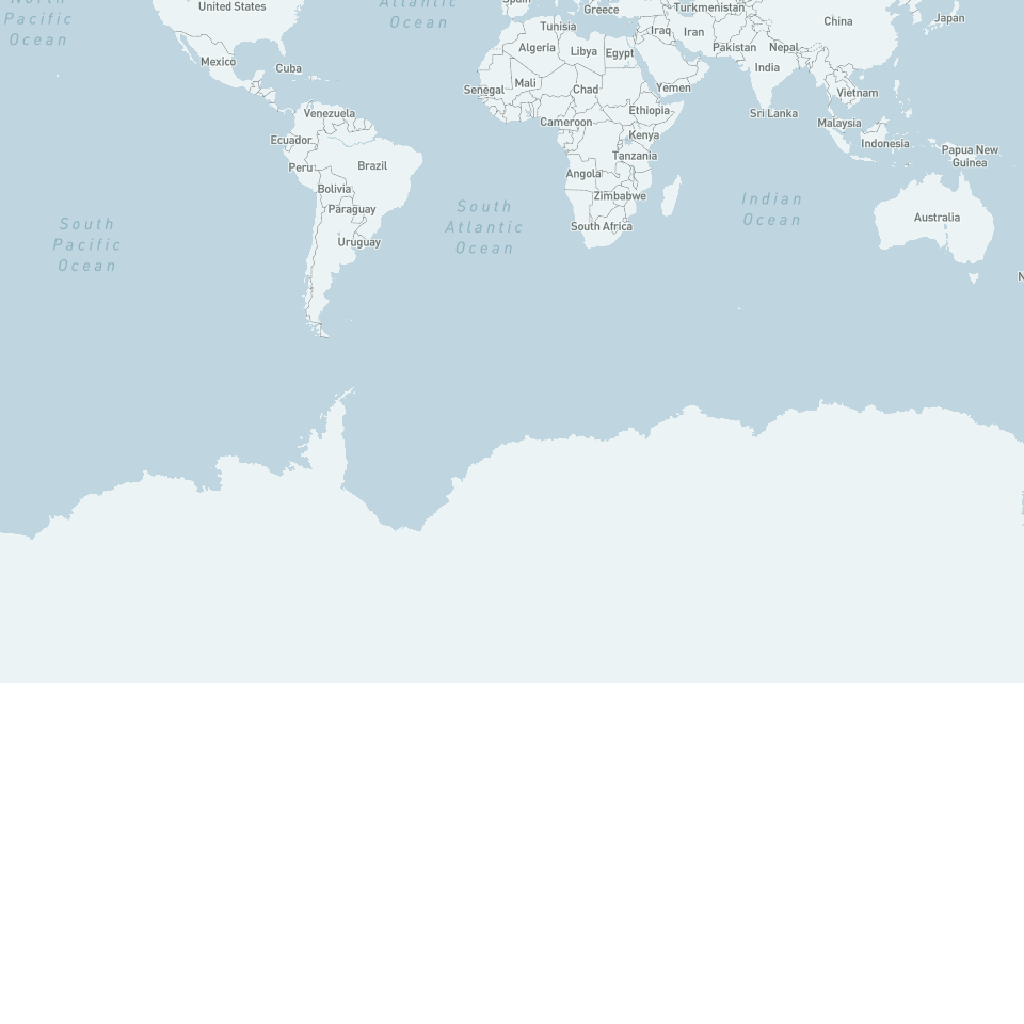 North
Pacific
Ocean
United States
Atlantic
Ocean
Spain
Greece
Turkmenistan
China
Japan
Mexico
Cuba
Tunisia
Algeria
Libya
Egypt
Iraq
Iran
Pakistan
Nepal
India
Senegal
Mali
Chad
Yemen
Vietnam
Venezuela
Cameroon
Ethiopia
Sri Lanka
Malaysia
Ecuador
Kenya
Indonesia
Papua New
Guinea
Peru
Brazil
Tanzania
Bolivia
Angola
Zimbabwe
Paraguay
South
Atlantic
Ocean
Indian
Ocean
Australia
South
Pacific
Ocean
Uruguay
South Africa